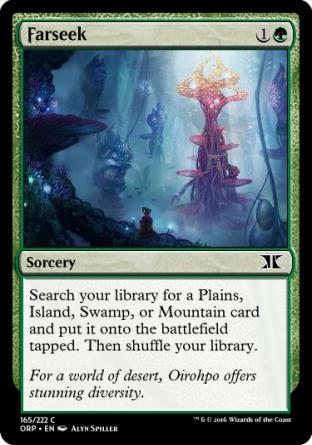 Farseek 1
Sorcery
Search your library for a Plains,
Island, Swamp, or Mountain card
and put it onto the battlefield
tapped. Then shuffle your library.
For a world of desert, Oirohpo offers
stunning diversity.
165/222 C
ORP • EN Alyn Spiller
™ & © 2016 Wizards of the Coast